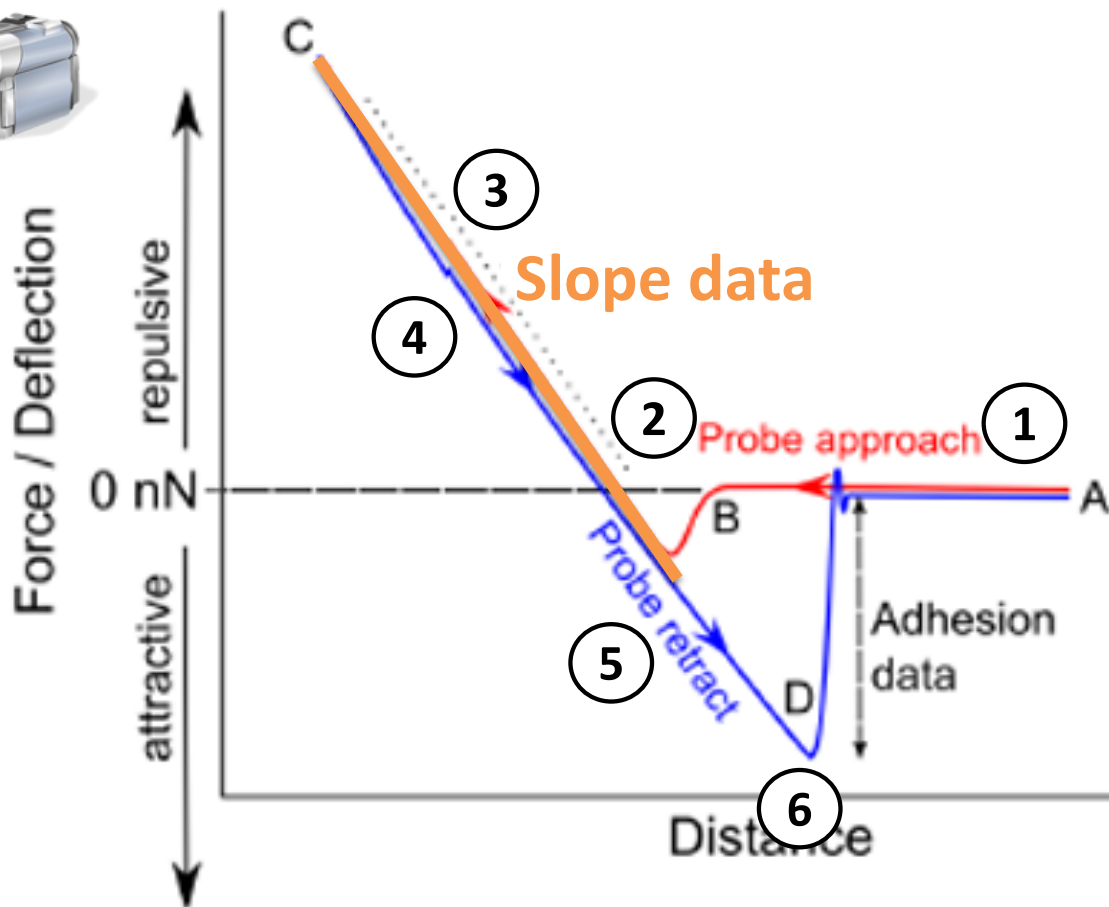 C
3
Slope data
4
2
Probe approach
1
0 nN
B
A
Probe retract
Adhesion
data
5
D
6
Distance
Force / Deflection
repulsive
attractive